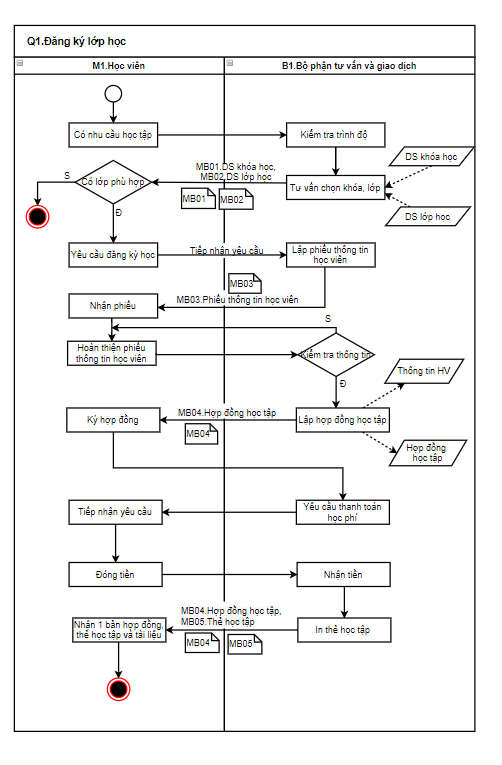 Q1.Đăng ký lớp học
M1.Học viên
B1.Bộ phận tư vấn và giao dịch
Có nhu cầu học tập
Kiểm tra trình độ
DS khóa học
MB01.DS khóa học,
MB02.DS lớp học
S
Có lớp phù hợp
Tư vấn chọn khóa, lớp
MB01
MB02
Đ
DS lớp học
Yêu cầu đăng ký học
Tiếp nhận yêu cầu
Lập phiếu thông tin
học viên
MB03
Nhận phiếu
MB03.Phiếu thông tin học viên
S
Hoàn thiện phiếu
thông tin học viên
Kiểm tra thông tin
Thông tin HV
Đ
Ký hợp đồng
MB04.Hợp đồng học tập
Lập hợp đồng học tập
MB04
Hợp đồng
học tập
Tiếp nhận yêu cầu
Yêu cầu thanh toán
học phí
Đóng tiền
Nhận tiền
MB04.Hợp đồng học tập,
MB05.Thẻ học tập
Nhận 1 bản hợp đồng,
thẻ học tập và tài liệu
In thẻ học tập
MB04
MB05